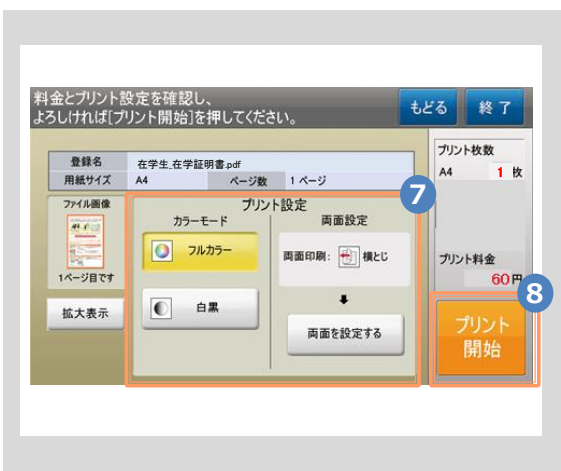 料金とプリント設定を確認し、
よろしければ[プリント開始]を押してください。
もどる
終了
登録名 在学生_在学証明書.pdf
用紙サイズ A4 ページ数 1 ページ
ファイル画像
1ページ目です
拡大表示
7
プリント設定
カラーモード
フルカラー
白黒
両面設定
両面印刷: 横とじ
両面を設定する
プリント枚数
A4 1 枚
プリント料金
60円
8
プリント
開始